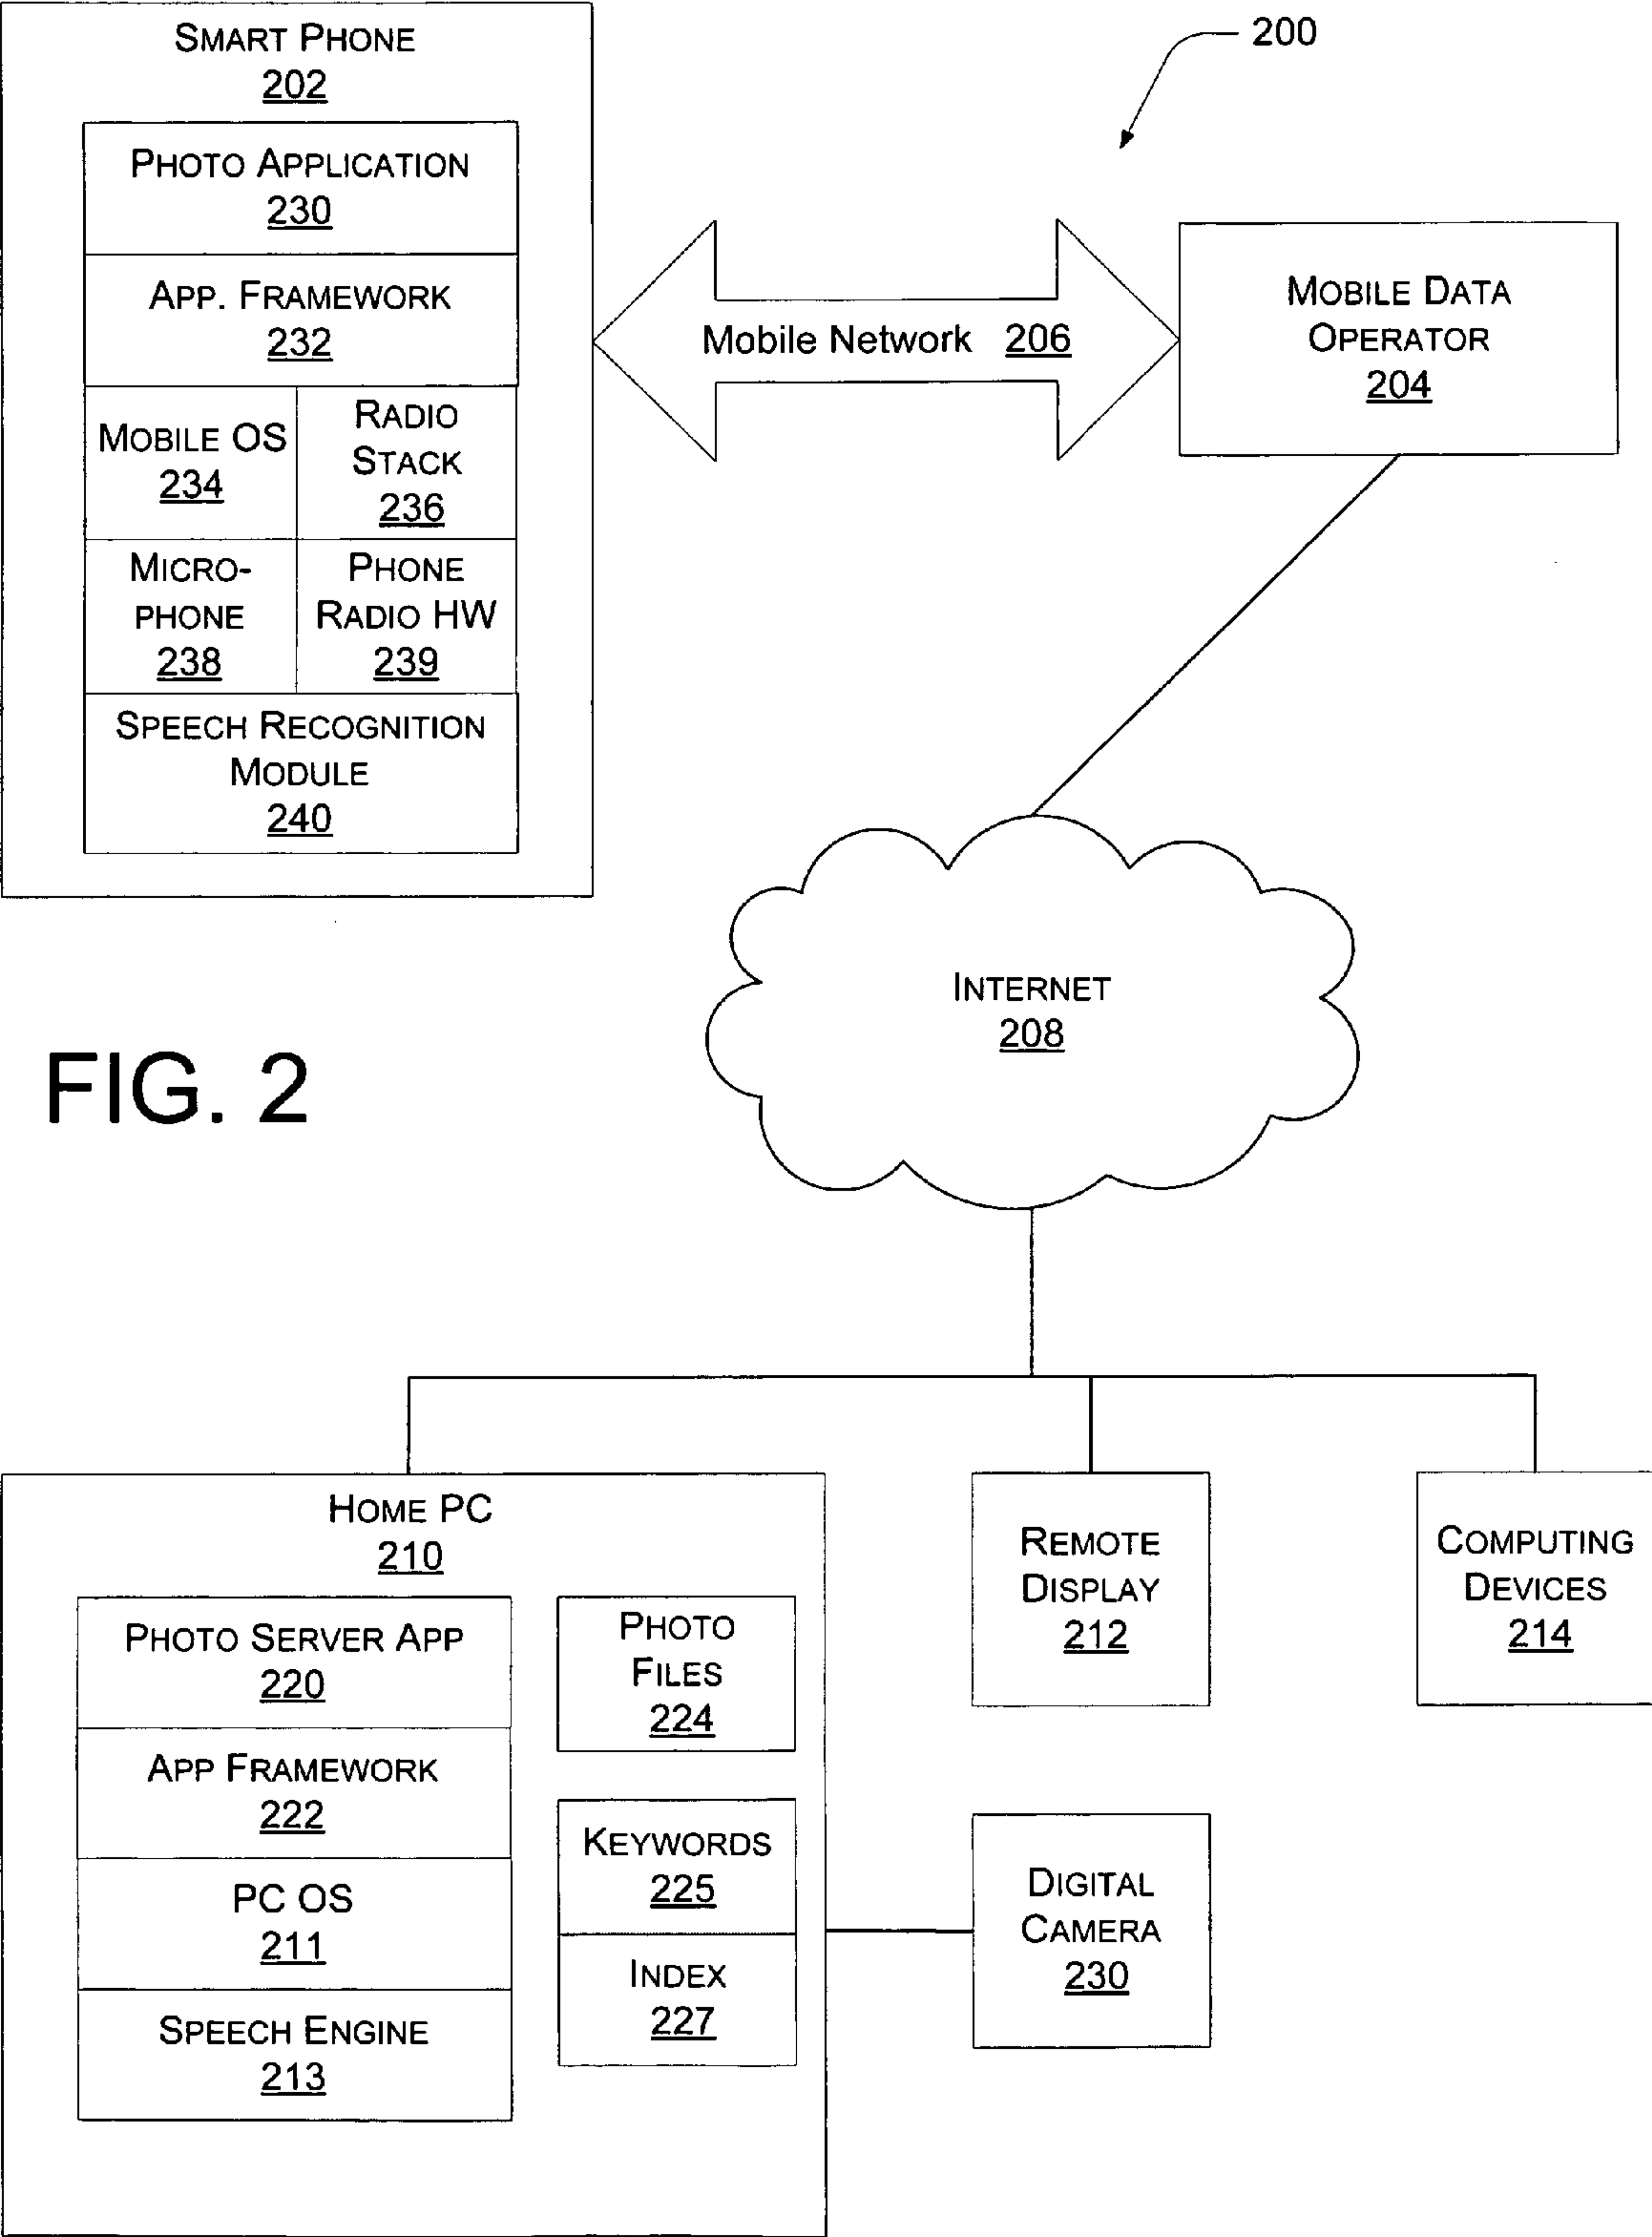 SMART PHONE
202
PHOTO APPLICATION
230
APP. FRAMEWORK
232
MOBILE OS
234
RADIO
STACK
236
MICRO-
PHONE
238
PHONE
RADIO HW
239
SPEECH RECOGNITION
MODULE
240
200
Mobile Network 206
MOBILE DATA
OPERATOR
204
INTERNET
208
FIG. 2
HOME PC
210
PHOTO SERVER APP
220
APP FRAMEWORK
222
PC OS
211
SPEECH ENGINE
213
PHOTO
FILES
224
KEYWORDS
225
INDEX
227
REMOTE
DISPLAY
212
COMPUTING
DEVICES
214
DIGITAL
CAMERA
230